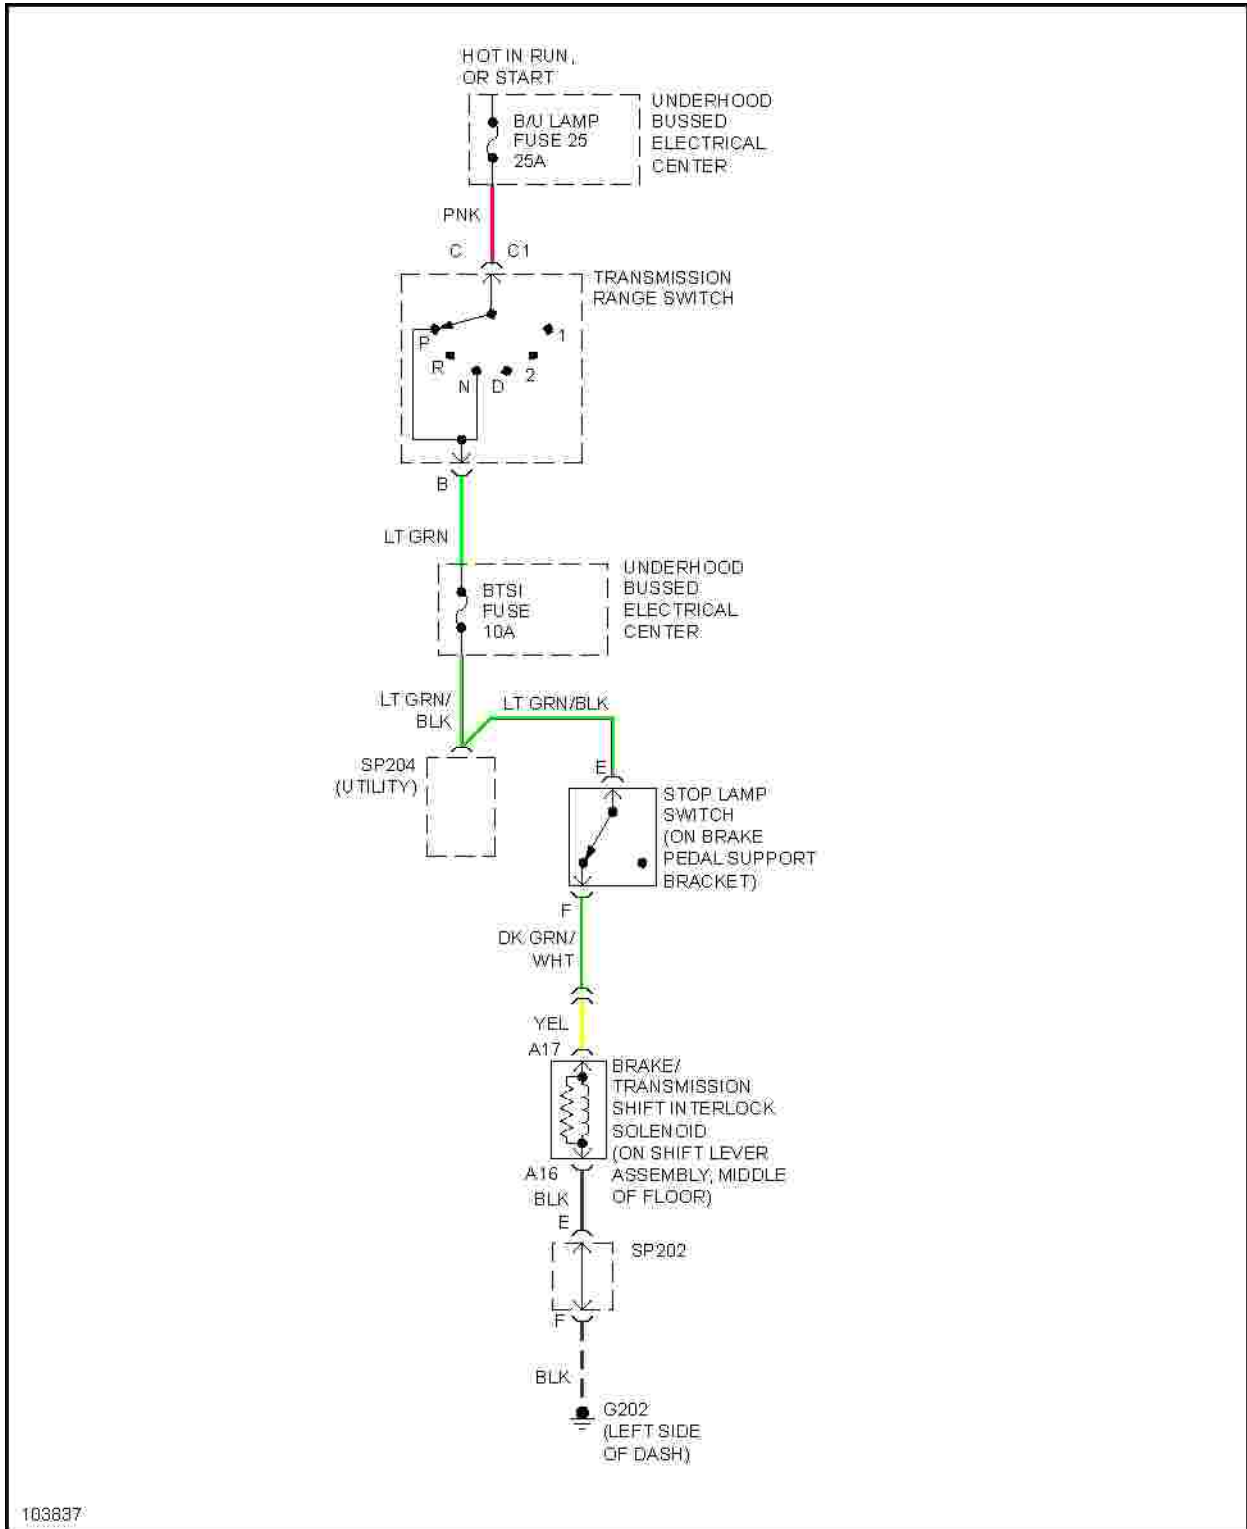 HOT IN RUN,
OR START
UNDERHOOD
BUSSED
ELECTRICAL
CENTER
B/U LAMP
FUSE 25
25A
PNK
C
C1
TRANSMISSION
RANGE SWITCH
P
R
N
D
2
1
B
LT GRN
UNDERHOOD
BUSSED
ELECTRICAL
CENTER
BTSI
FUSE
10A
LT GRN/
BLK
LT GRN/BLK
SP204
(UTILITY)
E
STOP LAMP
SWITCH
(ON BRAKE
PEDAL SUPPORT
BRACKET)
F
DK GRN/
WHT
YEL
A17
BRAKE/
TRANSMISSION
SHIFT INTERLOCK
SOLENOID
(ON SHIFT LEVER
ASSEMBLY, MIDDLE
OF FLOOR)
A16
BLK
E
SP202
F
BLK
G202
(LEFT SIDE
OF DASH)
103837